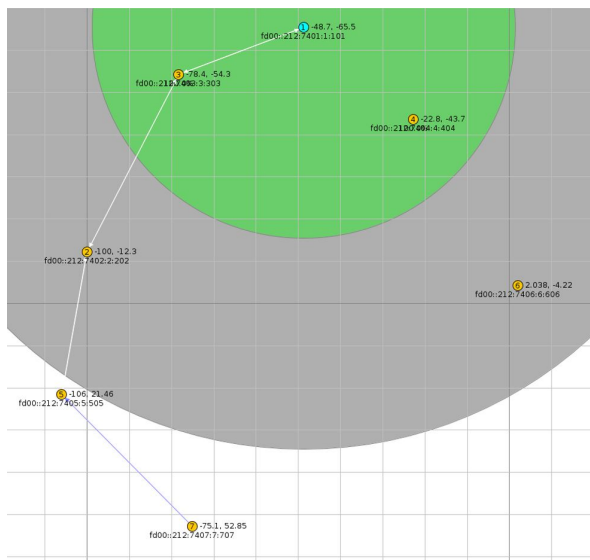 1 -48.7, -65.5
fd00::212:7401:1:101
3 -78.4, -54.3
4 -22.8, -43.7
2 -100, -12.3
fd00::212:7402:2:202
6 2.038, -4.22
fd00::212:7406:6:606
5 -106, 21.46
fd00::212:7405:5:505
7 -75.1, 52.85
fd00::212:7407:7:707